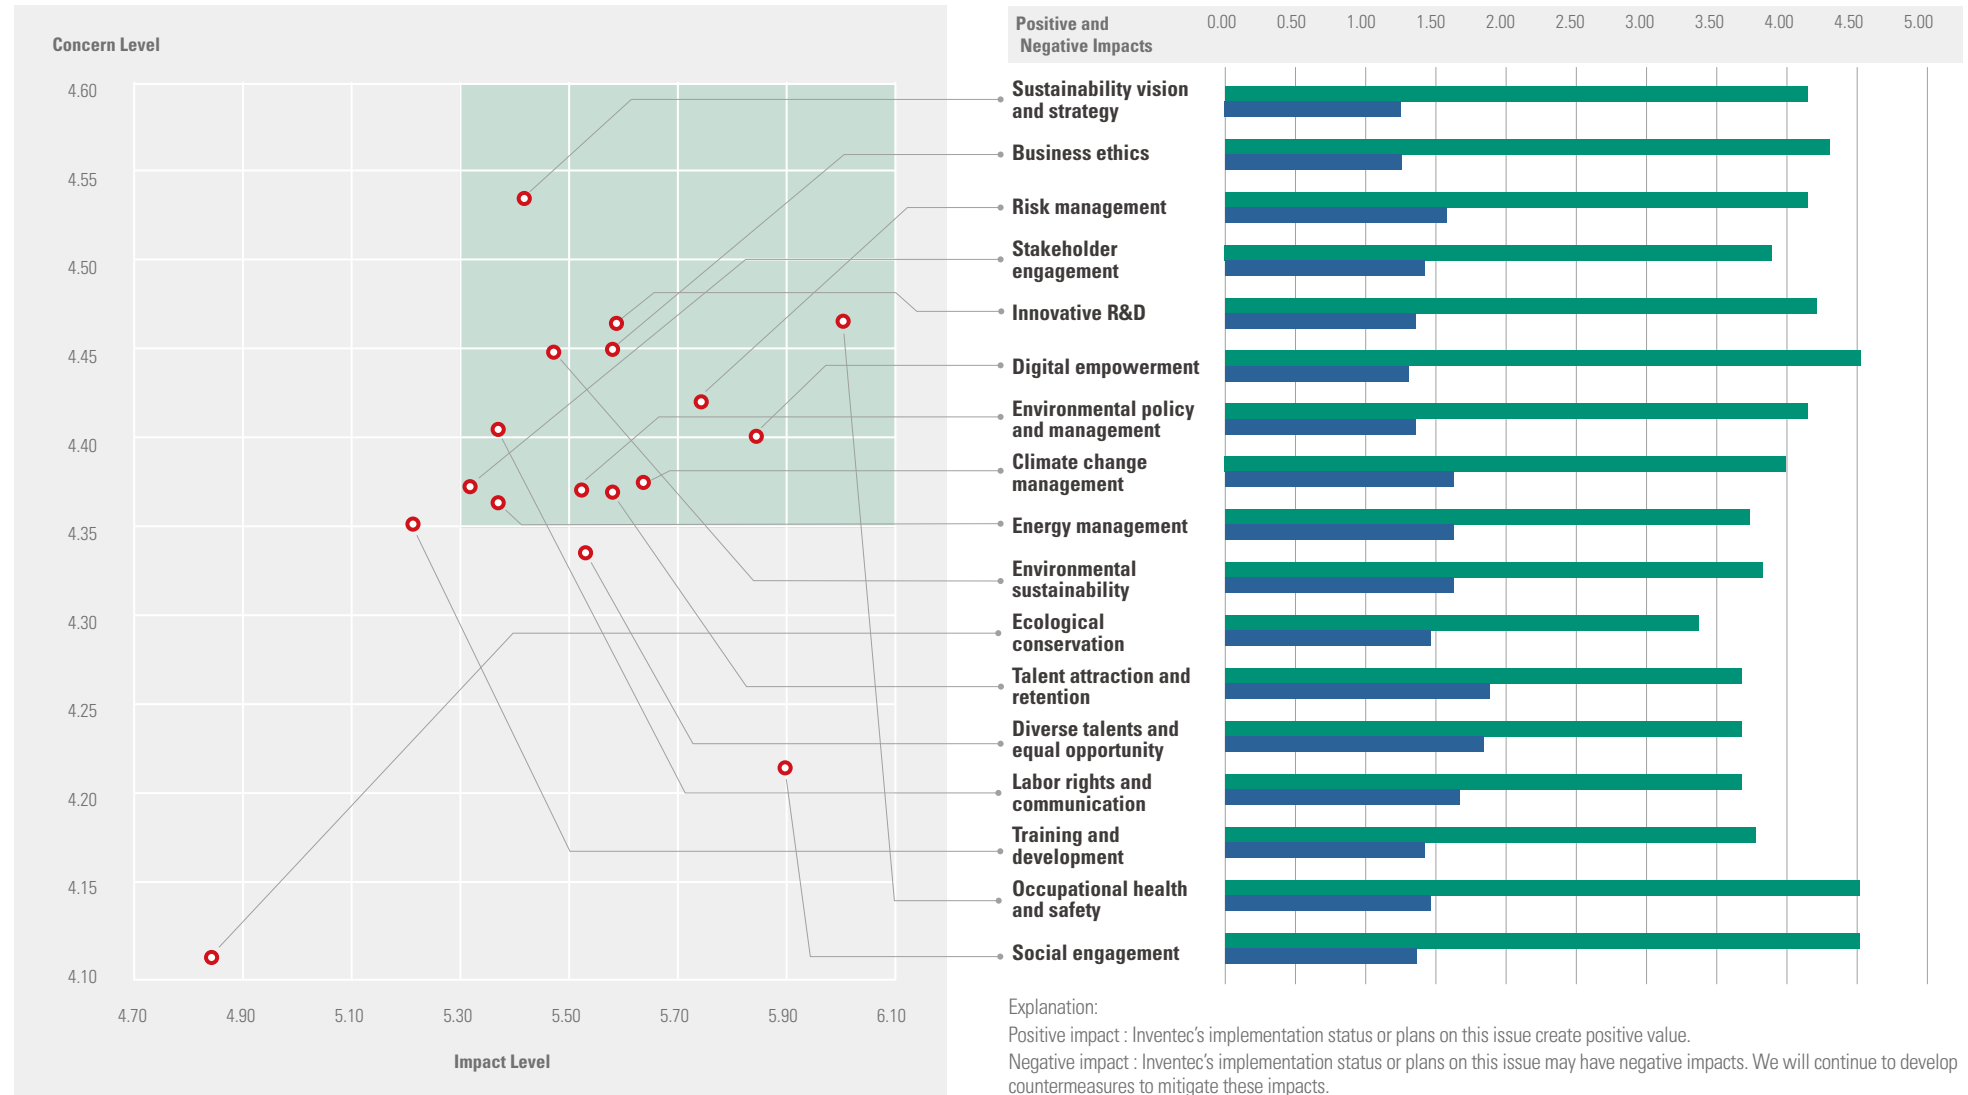 Concern Level
4.60
4.55
4.50
4.45
4.40
4.35
4.30
4.25
4.20
4.15
4.10
4.70 4.90 5.10 5.30 5.50 5.70 5.90 6.10
Impact Level
Positive and
Negative Impacts
0.00 0.50 1.00 1.50 2.00 2.50 3.00 3.50 4.00 4.50 5.00
Sustainability vision
and strategy
Business ethics
Risk management
Stakeholder
engagement
Innovative R&D
Digital empowerment
Environmental policy
and management
Climate change
management
Energy management
Environmental
sustainability
Ecological
conservation
Talent attraction and
retention
Diverse talents and
equal opportunity
Labor rights and
communication
Training and
development
Occupational health
and safety
Social engagement
Explanation:
Positive impact : Inventec's implementation status or plans on this issue create positive value.
Negative impact : Inventec's implementation status or plans on this issue may have negative impacts. We will continue to develop
countermeasures to mitigate these impacts.